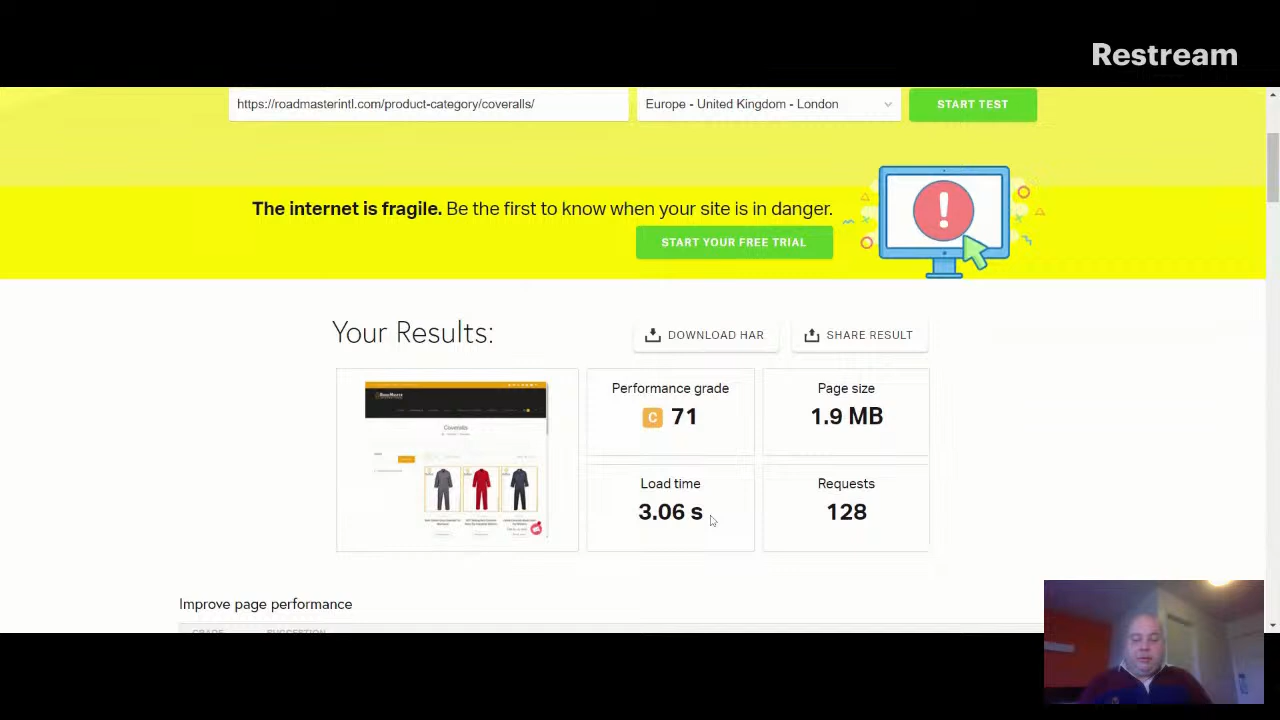 Restream
https://roadmasterintl.com/product-category/coveralls/
Europe - United Kingdom - London
START TEST
The internet is fragile. Be the first to know when your site is in danger.
START YOUR FREE TRIAL
Your Results:
DOWNLOAD HAR
SHARE RESULT
Performance grade
C 71
Page size
1.9 MB
Coveralls
Load time
3.06 s
Requests
128
Improve page performance
GRADE SUGGESTION